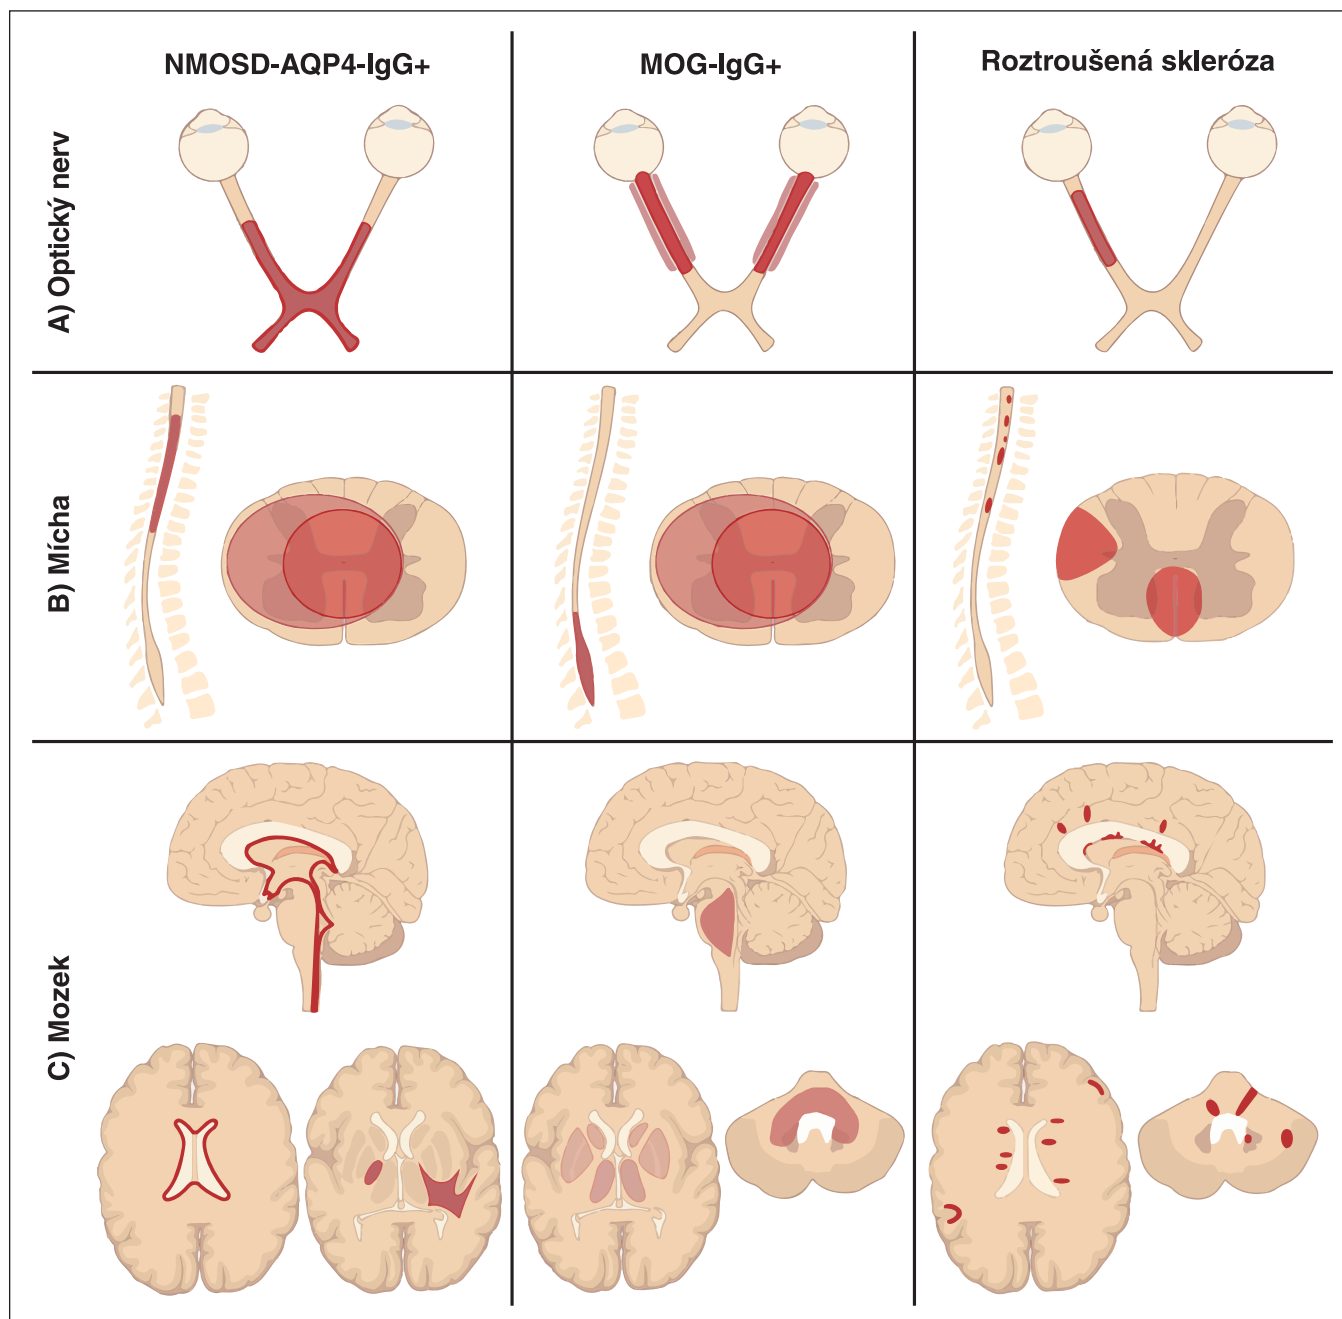 NMOSD-AQP4-IgG+
MOG-IgG+
Roztroušená skleróza
A) Optický nerv
B) Mícha
C) Mozek